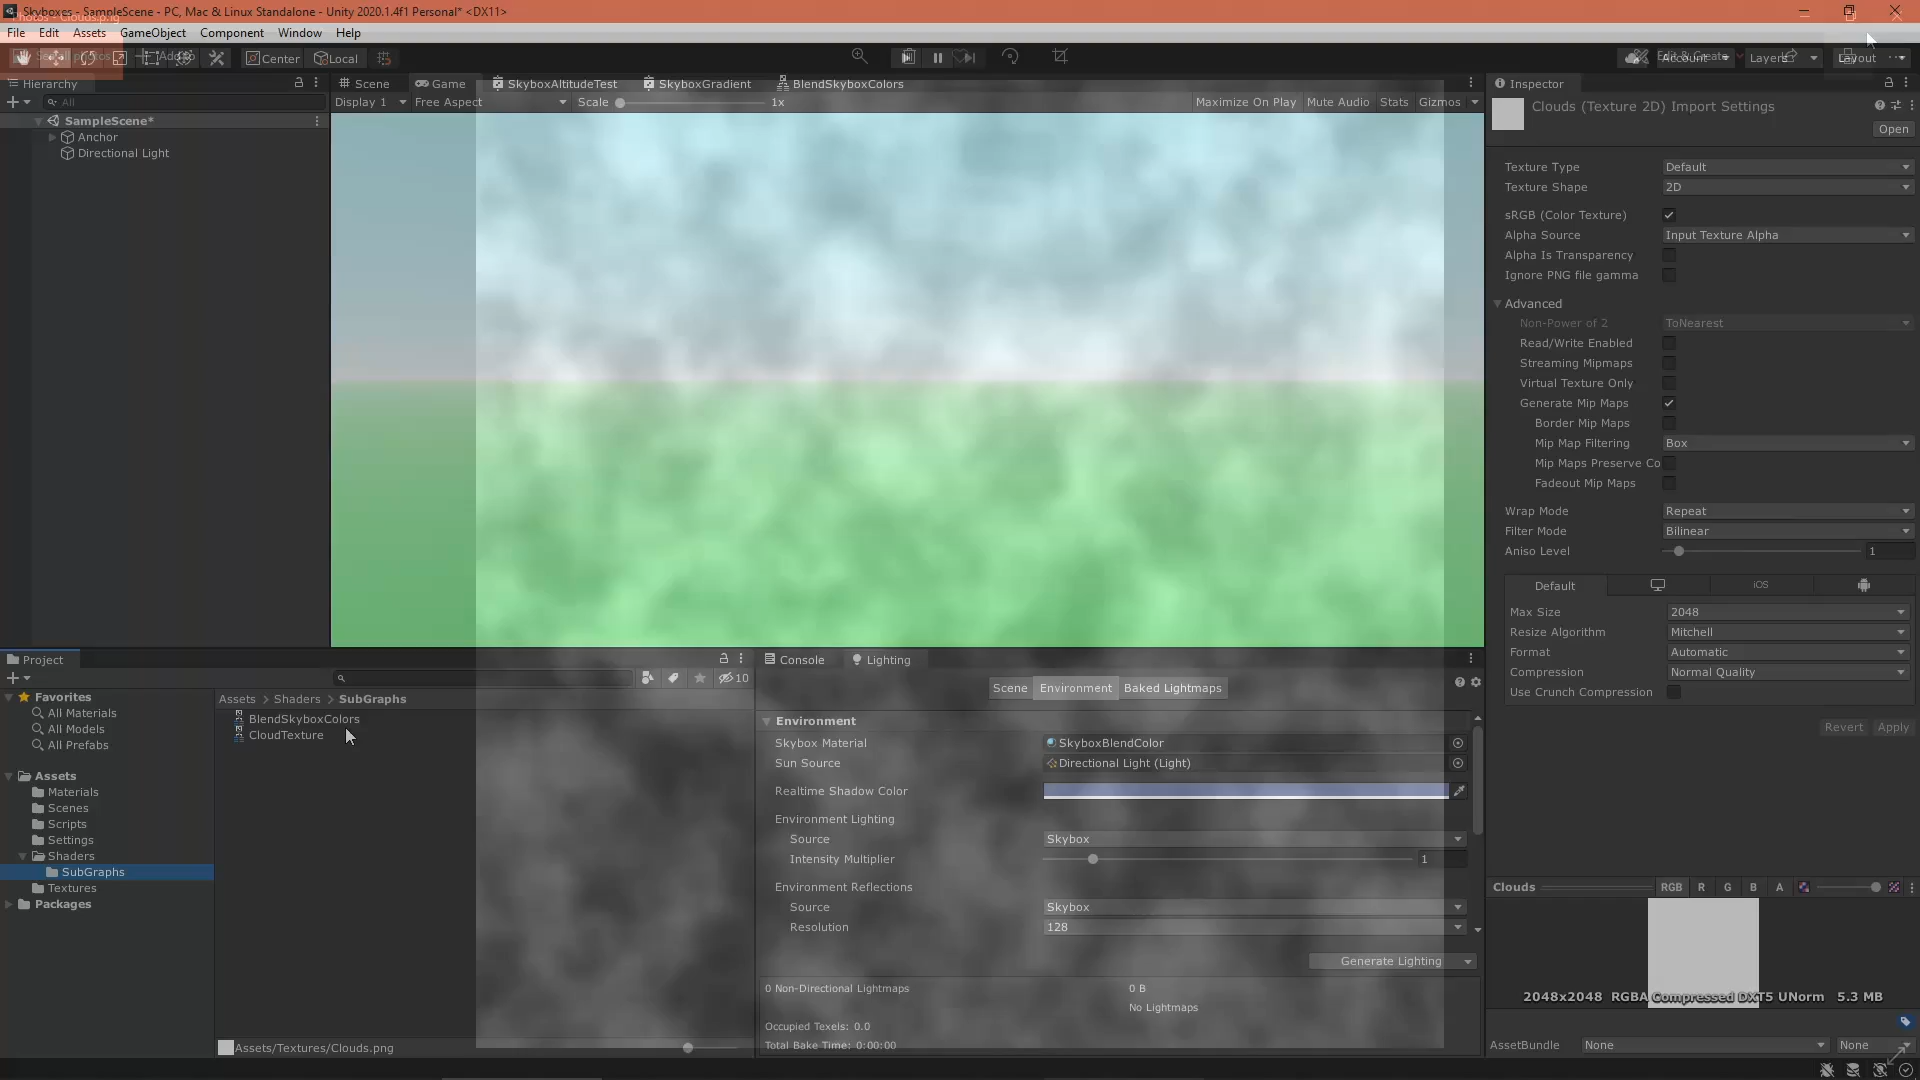 Skyboxes - SampleScene - PC, Mac & Linux Standalone - Unity 2020.1.4f1 Personal* <DX11>
Photos - Clouds.png
File Edit Assets GameObject Component Window Help
Center Local
Edit & Create
Account Layers Layout
Hierarchy
All
SampleScene*
Anchor
Directional Light
Scene Game SkyboxAltitudeTest SkyboxGradient BlendSkyboxColors
Display 1 Free Aspect Scale 1x Maximize On Play Mute Audio Stats Gizmos
Inspector
Clouds (Texture 2D) Import Settings
Open
Texture Type Default
Texture Shape 2D
sRGB (Color Texture)
Alpha Source Input Texture Alpha
Alpha Is Transparency
Ignore PNG file gamma
Advanced
Non-Power of 2 ToNearest
Read/Write Enabled
Streaming Mipmaps
Virtual Texture Only
Generate Mip Maps
Border Mip Maps
Mip Map Filtering Box
Mip Maps Preserve Co
Fadeout Mip Maps
Wrap Mode Repeat
Filter Mode Bilinear
Aniso Level 1
Default iOS
Max Size 2048
Resize Algorithm Mitchell
Format Automatic
Compression Normal Quality
Use Crunch Compression
Revert Apply
Clouds RGB R G B A
2048x2048 RGBA Compressed DXT5 UNorm 5.3 MB
AssetBundle None None
Project
10
Favorites
All Materials
All Models
All Prefabs
Assets
Materials
Scenes
Scripts
Settings
Shaders
SubGraphs
Textures
Packages
Assets > Shaders > SubGraphs
BlendSkyboxColors
CloudTexture
Assets/Textures/Clouds.png
Console Lighting
Scene Environment Baked Lightmaps
Environment
Skybox Material SkyboxBlendColor
Sun Source Directional Light (Light)
Realtime Shadow Color
Environment Lighting
Source Skybox
Intensity Multiplier 1
Environment Reflections
Source Skybox
Resolution 128
Generate Lighting
0 Non-Directional Lightmaps 0 B
No Lightmaps
Occupied Texels: 0.0
Total Bake Time: 0:00:00